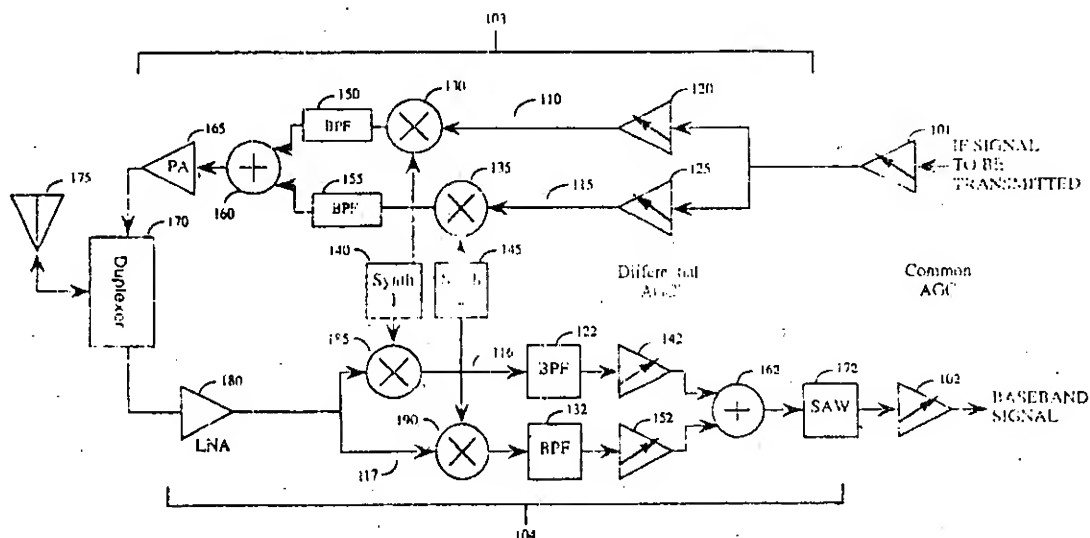 103
150
130
110
120
165
BPF
101
IF SIGNAL
TO BE
TRANSMITTED
PA
175
155
135
115
125
160
BPF
170
140
145
Duplexer
Synth
Differential
Common
AGC
122
142
116
162
172
102
180
BPF
132
152
SAW
BASEBAND
SIGNAL
190
LNA
BPF
117
104